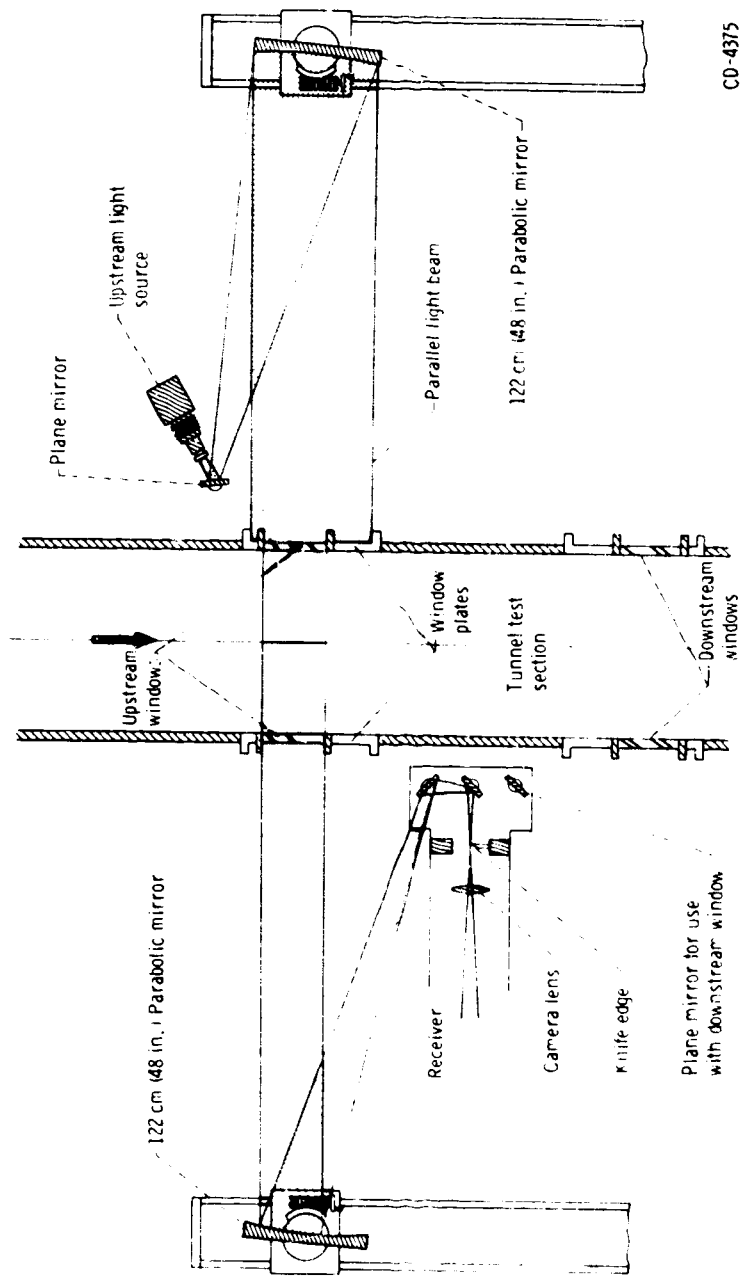 Plane mirror
Upstream light
source
Parallel light beam
122 cm (48 in. ) Parabolic mirror
CD-4375
Upstream
window
Window
plates
Tunnel test
section
Downstream
windows
122 cm (48 in. ) Parabolic mirror
Receiver
Camera lens
Knife edge
Plane mirror for use
with downstream window